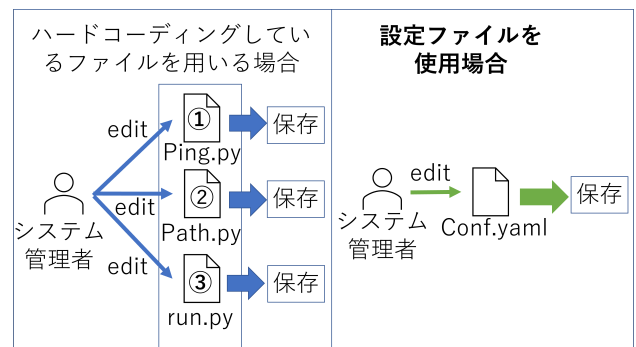 ハードコーディングしてい
るファイルを用いる場合
edit
①
Ping.py
保存
edit
②
Path.py
保存
システム
管理者
edit
③
run.py
保存
設定ファイルを
使用場合
edit
システム
管理者
Conf.yaml
保存